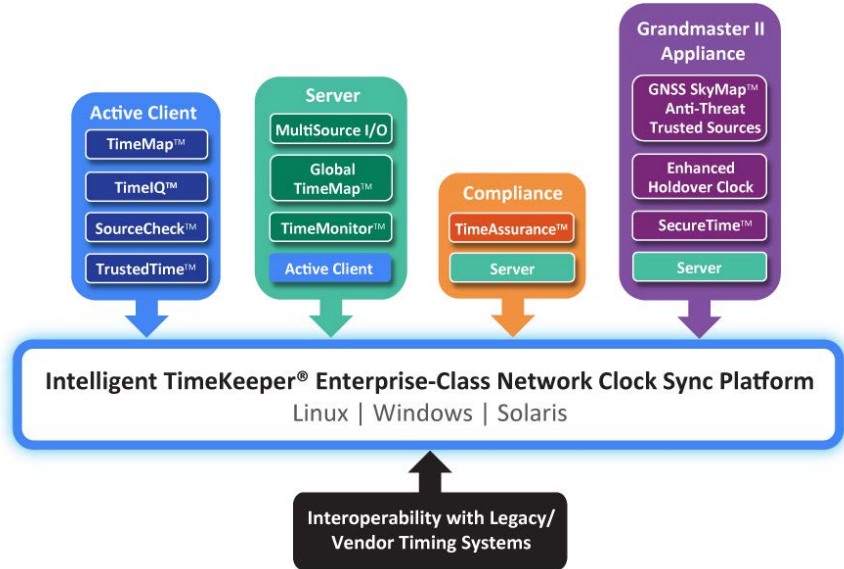 Active Client
TimeMap™
TimeIQ™
SourceCheck™
TrustedTime™
Server
MultiSource I/O
Global
TimeMap™
TimeMonitor™
Active Client
Compliance
TimeAssurance™
Server
Grandmaster II
Appliance
GNSS SkyMap™
Anti-Threat
Trusted Sources
Enhanced
Holdover Clock
SecureTime™
Server
Intelligent TimeKeeper® Enterprise-Class Network Clock Sync Platform
Linux | Windows | Solaris
Interoperability with Legacy/
Vendor Timing Systems